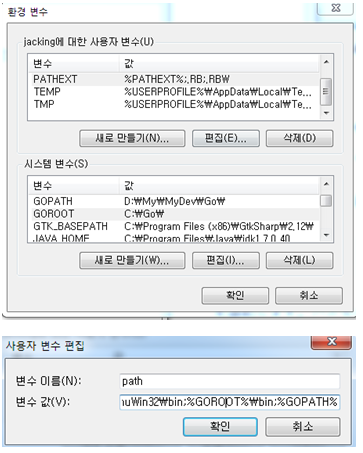 환경 변수
jacking에 대한 사용자 변수(U)
변수 값
PATHEXT %PATHEXT%;.RB;.RBW
TEMP %USERPROFILE%₩AppData₩Local₩Te...
TMP %USERPROFILE%₩AppData₩Local₩Te...
새로 만들기(N)... 편집(E)... 삭제(D)
시스템 변수(S)
변수 값
GOPATH D:₩My₩MyDev₩Go₩
GOROOT C:₩Go₩
GTK_BASEPATH C:₩Program Files (x86)₩GtkSharp₩2.12₩
JAVA_HOME C:₩Program Files₩Java₩jdk1.7.0_40
새로 만들기(W)... 편집(I)... 삭제(L)
확인 취소
사용자 변수 편집
변수 이름(N): path
변수 값(V): uWin32₩bin;%GOROOT%₩bin;%GOPATH%
확인 취소